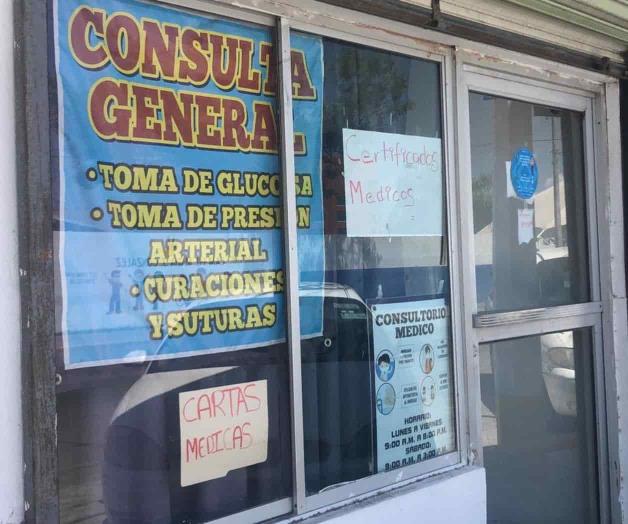 CONSULTA
GENERAL
• TOMA DE GLUCOSA
• TOMA DE PRESION
ARTERIAL
• CURACIONES
Y SUTURAS
CARTAS
MEDICAS
Certificados
Medicos
CONSULTORIO
MEDICO
HORARIO:
LUNES A VIERNES
9:00 A.M. A 8:00 P.M.
SABADO:
9:00 A.M. A 3:00 P.M.